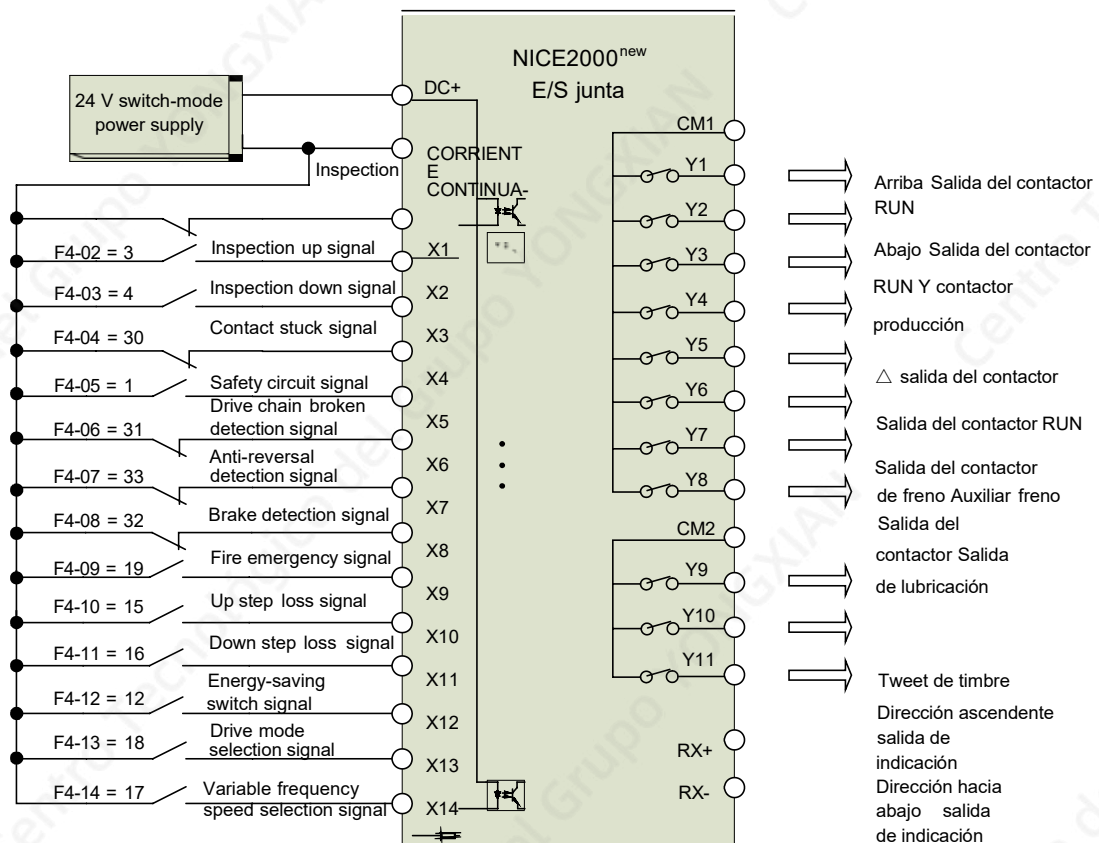 NICE2000new
E/S junta
24 V switch-mode
power supply
DC+
Inspection
CORRIENT
E
CONTINUA-
F4-02 = 3
Inspection up signal
X1
F4-03 = 4
Inspection down signal
X2
F4-04 = 30
Contact stuck signal
X3
F4-05 = 1
Safety circuit signal
X4
F4-06 = 31
Drive chain broken
detection signal
X5
F4-07 = 33
Anti-reversal
detection signal
X6
F4-08 = 32
Brake detection signal
X7
F4-09 = 19
Fire emergency signal
X8
F4-10 = 15
Up step loss signal
X9
F4-11 = 16
Down step loss signal
X10
F4-12 = 12
Energy-saving
switch signal
X11
X12
F4-13 = 18
Drive mode
selection signal
X13
F4-14 = 17
Variable frequency
speed selection signal
X14
CM1
Y1
Y2
Y3
Y4
Y5
Y6
Y7
Y8
CM2
Y9
Y10
Y11
RX+
RX-
Arriba Salida del contactor
RUN
Abajo Salida del contactor
RUN Y contactor
producción
△ salida del contactor
Salida del contactor RUN
Salida del contactor
de freno Auxiliar freno
Salida del
contactor Salida
de lubricación
Tweet de timbre
Dirección ascendente
salida de
indicación
Dirección hacia
abajo salida
de indicación
Centro Tecnológico del Grupo YONGXIAN